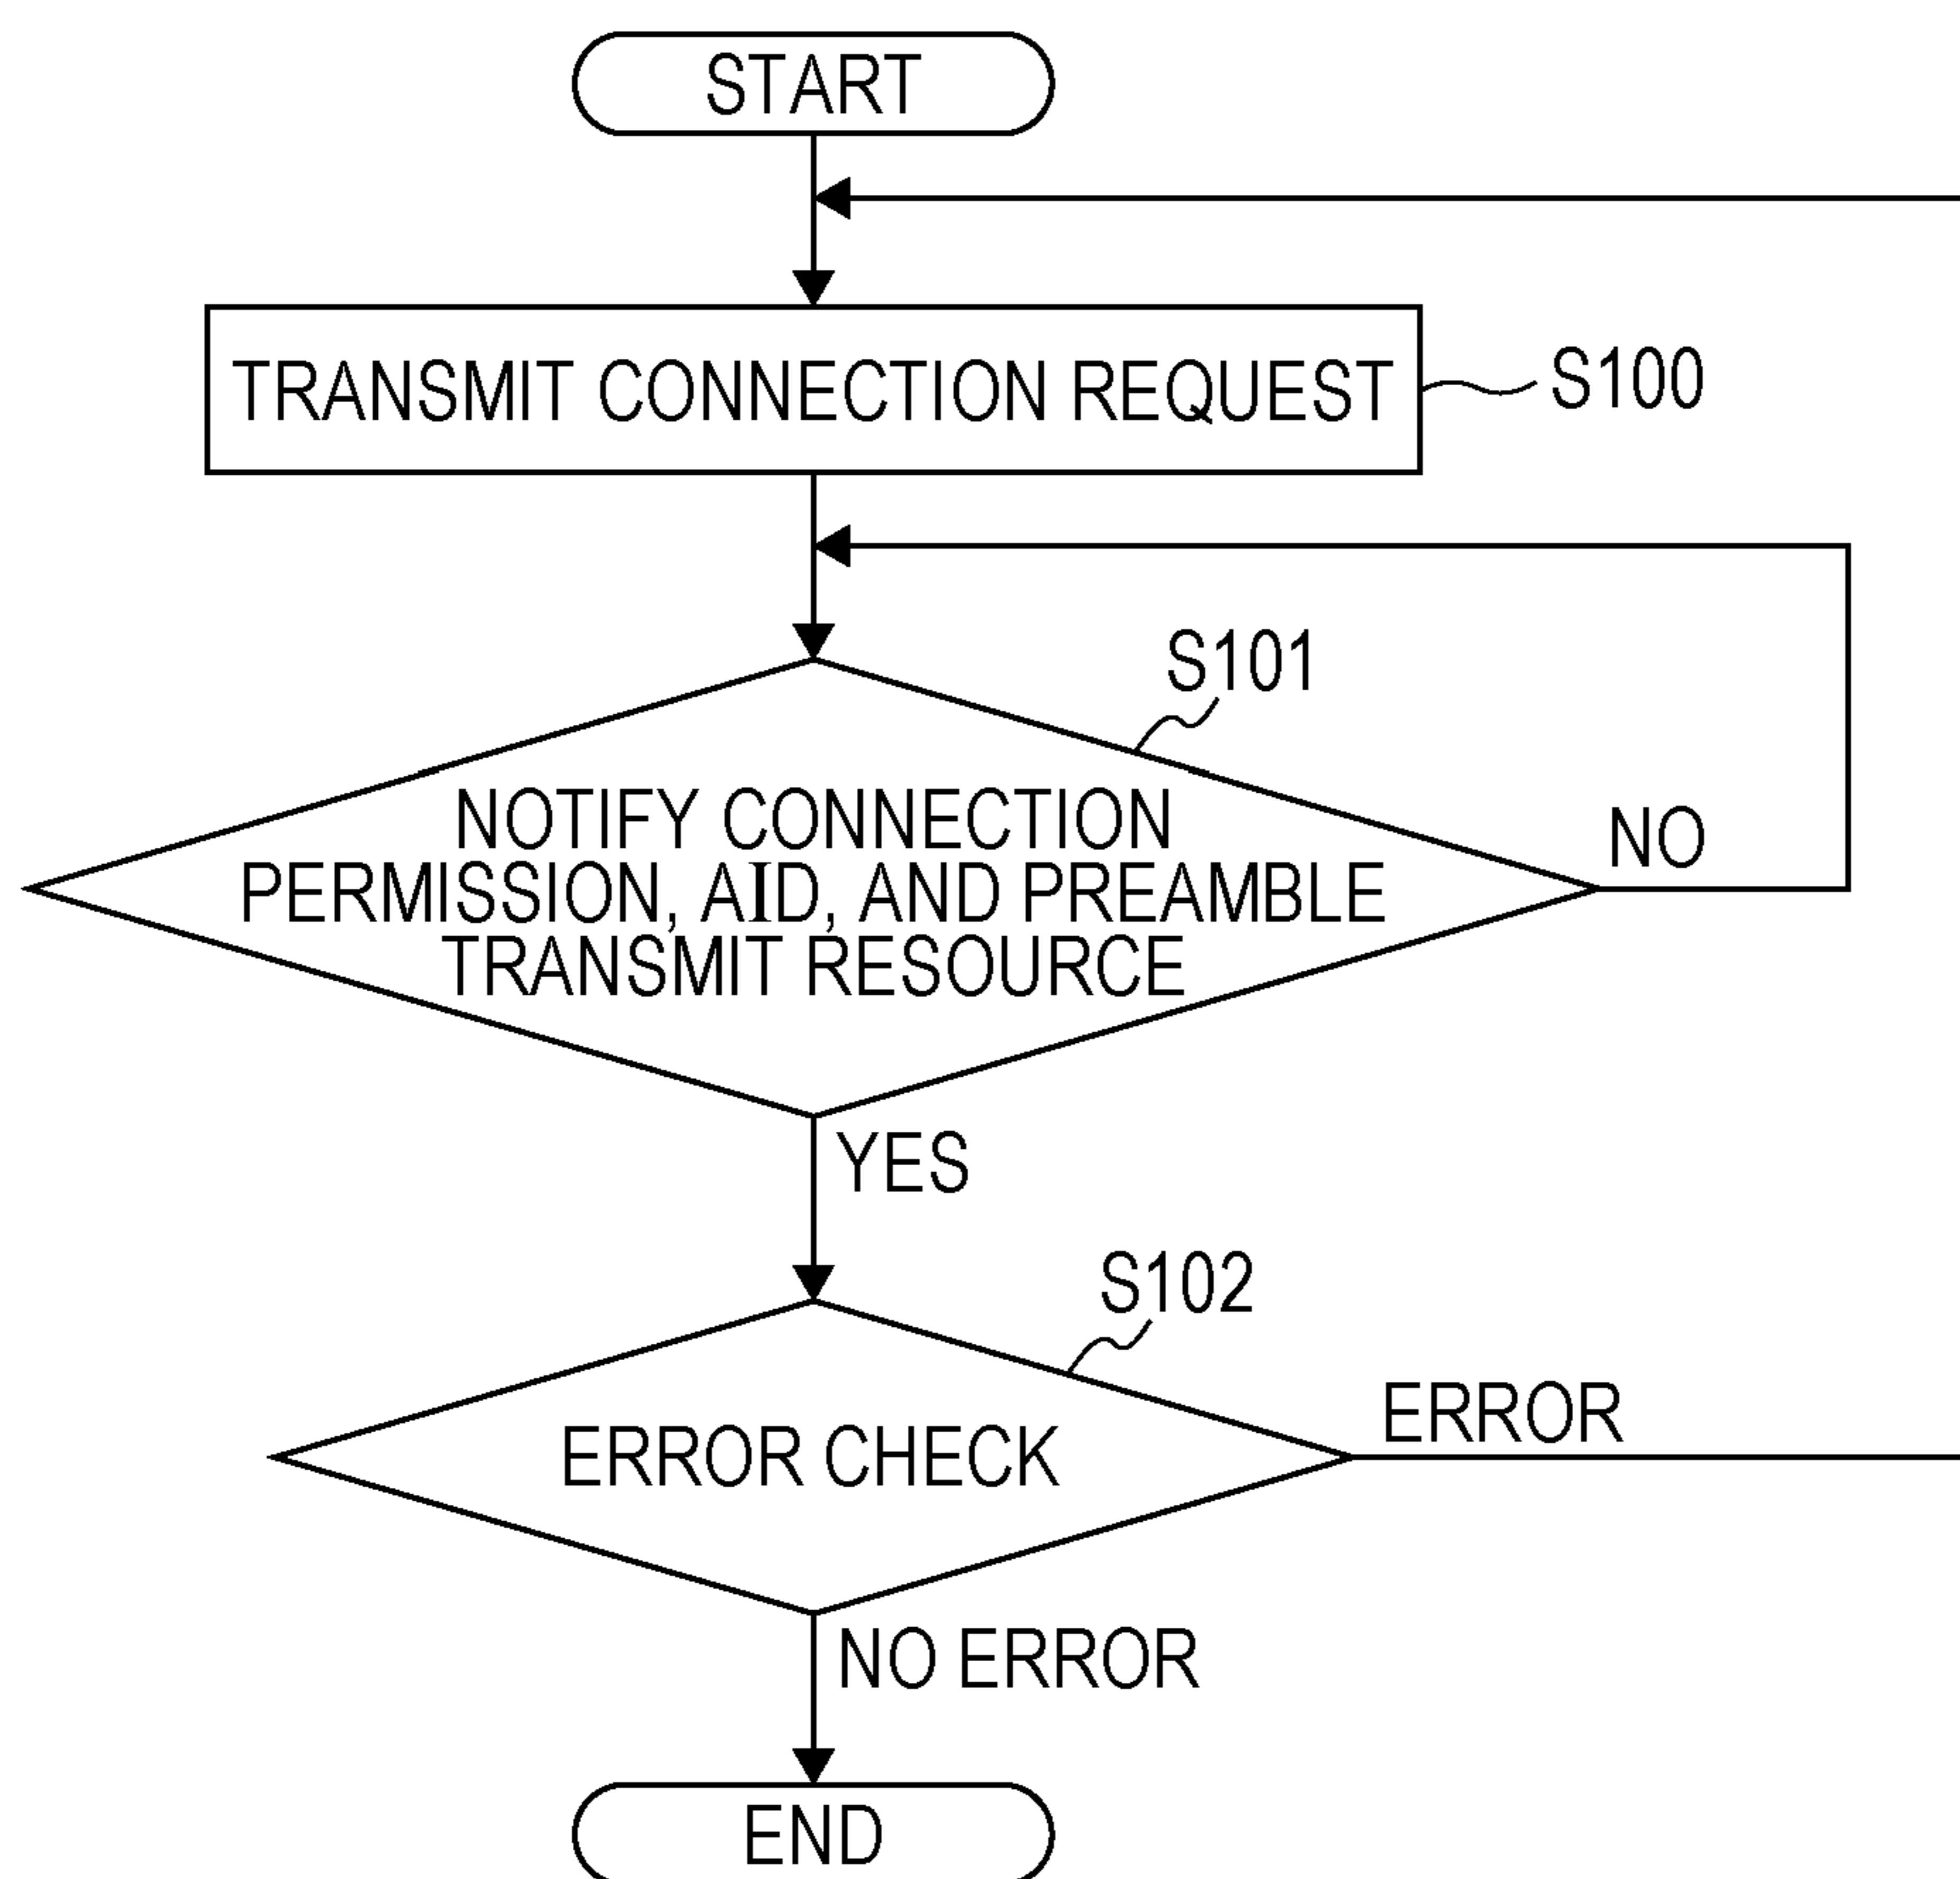 START
TRANSMIT CONNECTION REQUEST
S100
S101
NOTIFY CONNECTION
PERMISSION, AID, AND PREAMBLE
TRANSMIT RESOURCE
NO
YES
S102
ERROR CHECK
ERROR
NO ERROR
END